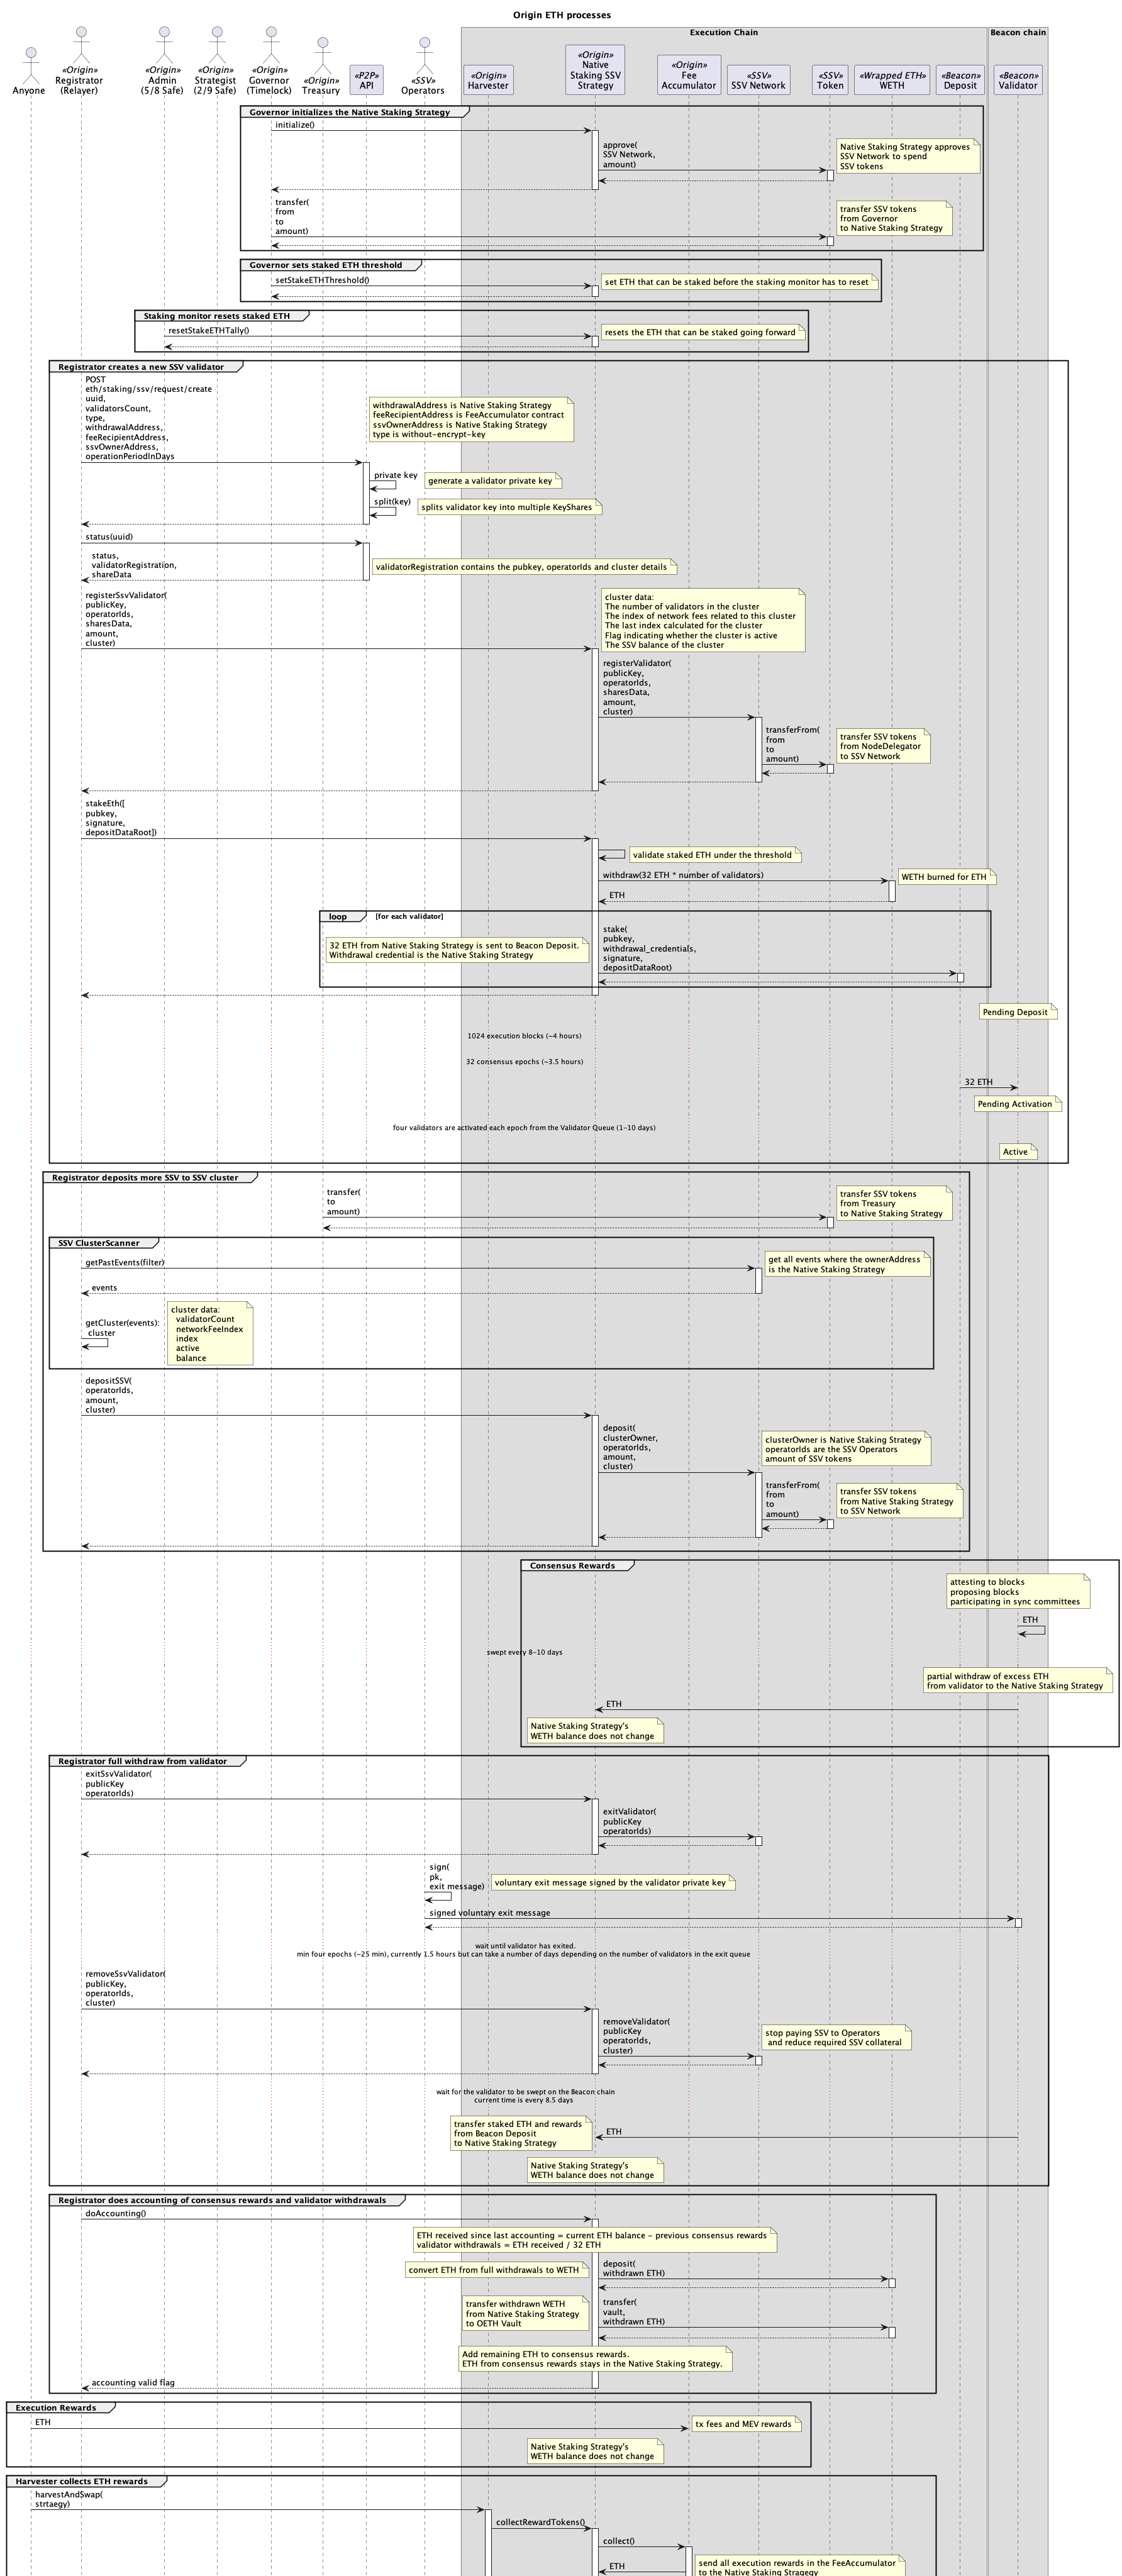 Origin ETH processes
Execution Chain
Beacon chain
Anyone
«Origin»
Registrator
(Relayer)
«Origin»
Admin
(5/8 Safe)
«Origin»
Strategist
(2/9 Safe)
«Origin»
Governor
(Timelock)
«Origin»
Treasury
«P2P»
API
«SSV»
Operators
«Origin»
Harvester
«Origin»
Native
Staking SSV
Strategy
«Origin»
Fee
Accumulator
«SSV»
SSV Network
«SSV»
Token
«Wrapped ETH»
WETH
«Beacon»
Deposit
«Beacon»
Validator
Governor initializes the Native Staking Strategy
initialize()
approve(
SSV Network,
amount)
Native Staking Strategy approves
SSV Network to spend
SSV tokens
transfer(
from
to
amount)
transfer SSV tokens
from Governor
to Native Staking Strategy
Governor sets staked ETH threshold
setStakeETHThreshold()
set ETH that can be staked before the staking monitor has to reset
Staking monitor resets staked ETH
resetStakeETHTally()
resets the ETH that can be staked going forward
Registrator creates a new SSV validator
POST
eth/staking/ssv/request/create
uuid,
validatorsCount,
type,
withdrawalAddress,
feeRecipientAddress,
ssvOwnerAddress,
operationPeriodInDays
withdrawalAddress is Native Staking Strategy
feeRecipientAddress is FeeAccumulator contract
ssvOwnerAddress is Native Staking Strategy
type is without-encrypt-key
private key
generate a validator private key
split(key)
splits validator key into multiple KeyShares
status(uuid)
status,
validatorRegistration,
shareData
validatorRegistration contains the pubkey, operatorIds and cluster details
registerSsvValidator(
publicKey,
operatorIds,
sharesData,
amount,
cluster)
cluster data:
The number of validators in the cluster
The index of network fees related to this cluster
The last index calculated for the cluster
Flag indicating whether the cluster is active
The SSV balance of the cluster
registerValidator(
publicKey,
operatorIds,
sharesData,
amount,
cluster)
transferFrom(
from
to
amount)
transfer SSV tokens
from NodeDelegator
to SSV Network
stakeEth([
pubkey,
signature,
depositDataRoot])
validate staked ETH under the threshold
withdraw(32 ETH * number of validators)
WETH burned for ETH
ETH
loop
[for each validator]
32 ETH from Native Staking Strategy is sent to Beacon Deposit.
Withdrawal credential is the Native Staking Strategy
stake(
pubkey,
withdrawal_credentials,
signature,
depositDataRoot)
Pending Deposit
1024 execution blocks (~4 hours)
32 consensus epochs (~3.5 hours)
32 ETH
Pending Activation
four validators are activated each epoch from the Validator Queue (1-10 days)
Active
Registrator deposits more SSV to SSV cluster
transfer(
to
amount)
transfer SSV tokens
from Treasury
to Native Staking Strategy
SSV ClusterScanner
getPastEvents(filter)
get all events where the ownerAddress
is the Native Staking Strategy
events
getCluster(events):
cluster
cluster data:
validatorCount
networkFeeIndex
index
active
balance
depositSSV(
operatorIds,
amount,
cluster)
deposit(
clusterOwner,
operatorIds,
amount,
cluster)
clusterOwner is Native Staking Strategy
operatorIds are the SSV Operators
amount of SSV tokens
transferFrom(
from
to
amount)
transfer SSV tokens
from Native Staking Strategy
to SSV Network
Consensus Rewards
attesting to blocks
proposing blocks
participating in sync committees
ETH
swept every 8-10 days
partial withdraw of excess ETH
from validator to the Native Staking Strategy
ETH
Native Staking Strategy's
WETH balance does not change
Registrator full withdraw from validator
exitSsvValidator(
publicKey
operatorIds)
exitValidator(
publicKey
operatorIds)
sign(
pk,
exit message)
voluntary exit message signed by the validator private key
signed voluntary exit message
wait until validator has exited.
min four epochs (~25 min), currently 1.5 hours but can take a number of days depending on the number of validators in the exit queue
removeSsvValidator(
publicKey,
operatorIds,
cluster)
removeValidator(
publicKey
operatorIds,
cluster)
stop paying SSV to Operators
and reduce required SSV collateral
wait for the validator to be swept on the Beacon chain
current time is every 8.5 days
transfer staked ETH and rewards
from Beacon Deposit
to Native Staking Strategy
ETH
Native Staking Strategy's
WETH balance does not change
Registrator does accounting of consensus rewards and validator withdrawals
doAccounting()
ETH received since last accounting = current ETH balance - previous consensus rewards
validator withdrawals = ETH received / 32 ETH
convert ETH from full withdrawals to WETH
deposit(
withdrawn ETH)
transfer withdrawn WETH
from Native Staking Strategy
to OETH Vault
transfer(
vault,
withdrawn ETH)
Add remaining ETH to consensus rewards.
ETH from consensus rewards stays in the Native Staking Strategy.
accounting valid flag
Execution Rewards
ETH
tx fees and MEV rewards
Native Staking Strategy's
WETH balance does not change
Harvester collects ETH rewards
harvestAndSwap(
strtaegy)
collectRewardTokens()
collect()
ETH
send all execution rewards in the FeeAccumulator
to the Native Staking Stragegy